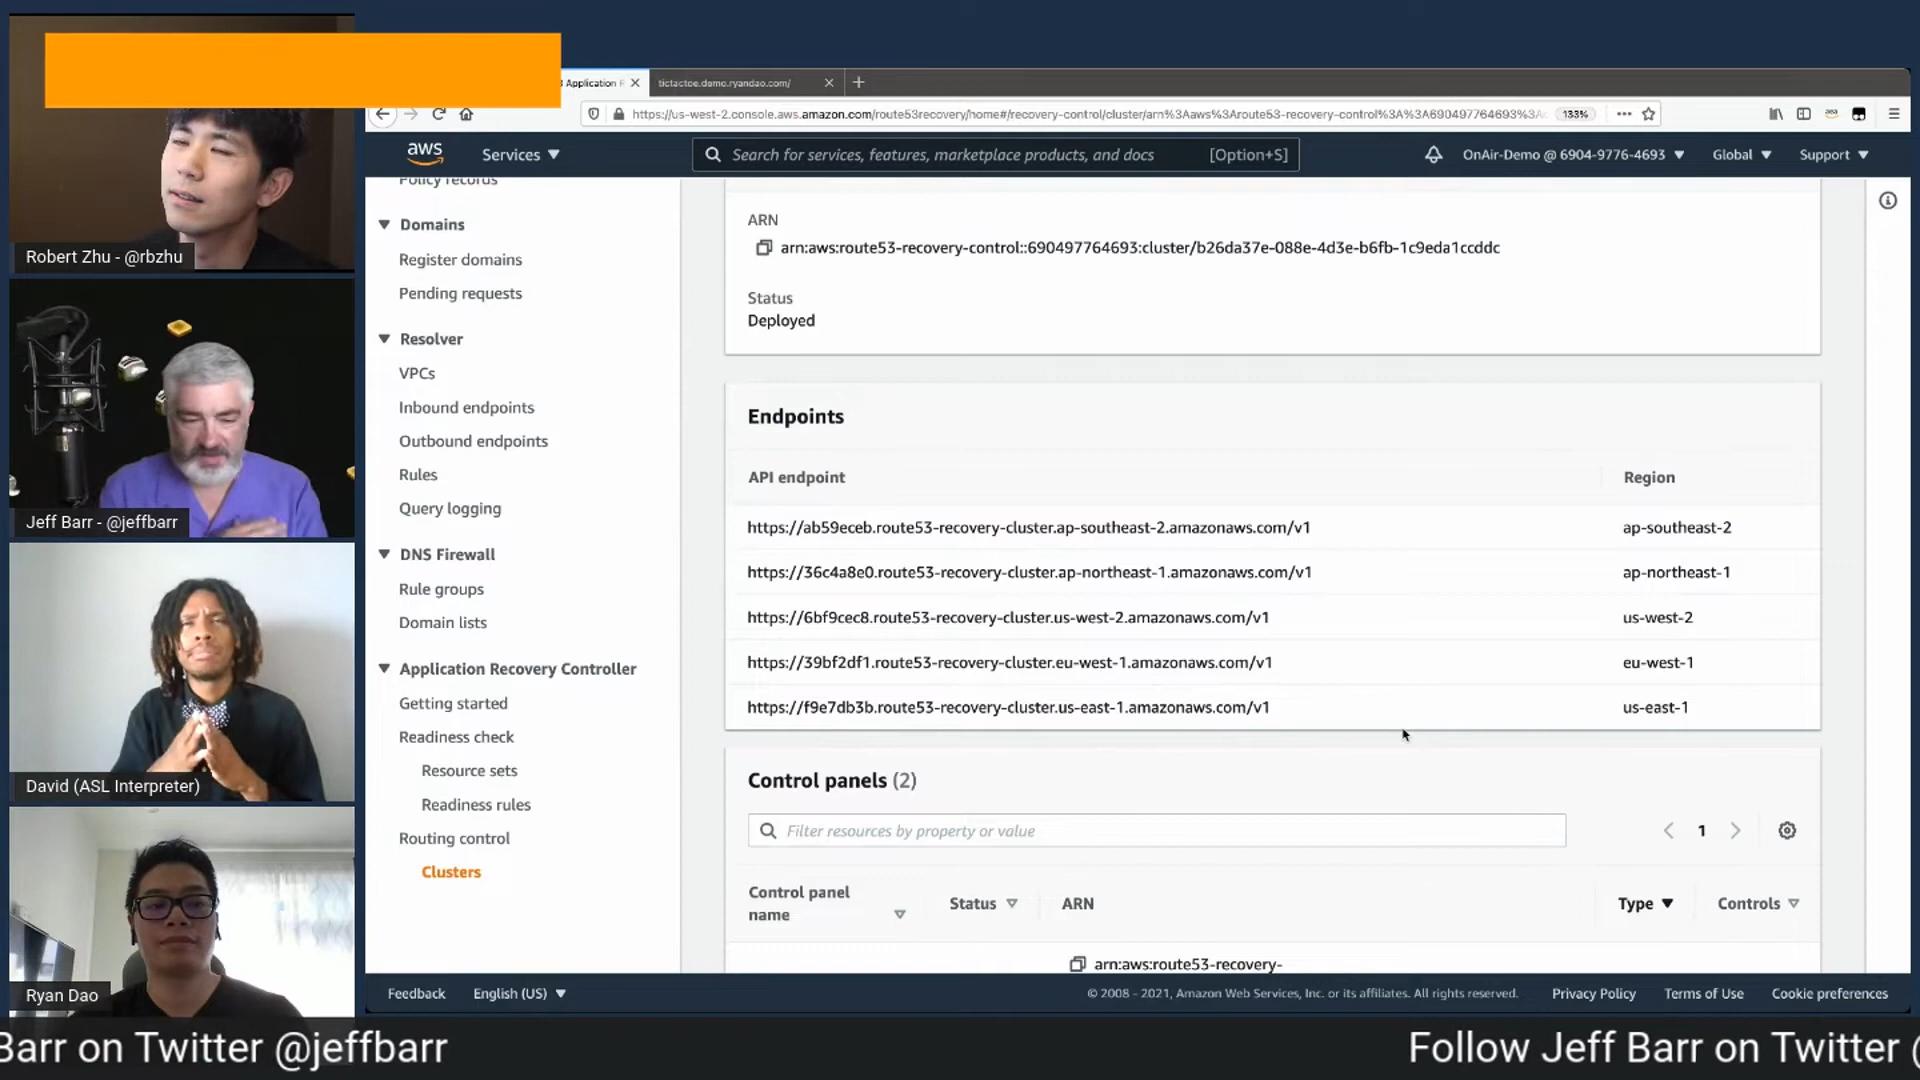 Robert Zhu - @rbzhu
Jeff Barr - @jeffbarr
David (ASL Interpreter)
Ryan Dao
3 Application R
tictactoe.demo.ryandao.com/
https://us-west-2.console.aws.amazon.com/route53recovery/home#/recovery-control/cluster/arn%3Aaws%3Aroute53-recovery-control%3A%3A690497764693%3A
133%
aws
Services
Search for services, features, marketplace products, and docs
[Option+S]
OnAir-Demo @ 6904-9776-4693
Global
Support
Policy records
Domains
Register domains
Pending requests
Resolver
VPCs
Inbound endpoints
Outbound endpoints
Rules
Query logging
DNS Firewall
Rule groups
Domain lists
Application Recovery Controller
Getting started
Readiness check
Resource sets
Readiness rules
Routing control
Clusters
ARN
arn:aws:route53-recovery-control::690497764693:cluster/b26da37e-088e-4d3e-b6fb-1c9eda1ccddc
Status
Deployed
Endpoints
API endpoint Region
https://ab59eceb.route53-recovery-cluster.ap-southeast-2.amazonaws.com/v1 ap-southeast-2
https://36c4a8e0.route53-recovery-cluster.ap-northeast-1.amazonaws.com/v1 ap-northeast-1
https://6bf9cec8.route53-recovery-cluster.us-west-2.amazonaws.com/v1 us-west-2
https://39bf2df1.route53-recovery-cluster.eu-west-1.amazonaws.com/v1 eu-west-1
https://f9e7db3b.route53-recovery-cluster.us-east-1.amazonaws.com/v1 us-east-1
Control panels (2)
Filter resources by property or value
1
Control panel name Status ARN Type Controls
arn:aws:route53-recovery-
Feedback English (US) © 2008 - 2021, Amazon Web Services, Inc. or its affiliates. All rights reserved. Privacy Policy Terms of Use Cookie preferences
Barr on Twitter @jeffbarr Follow Jeff Barr on Twitter